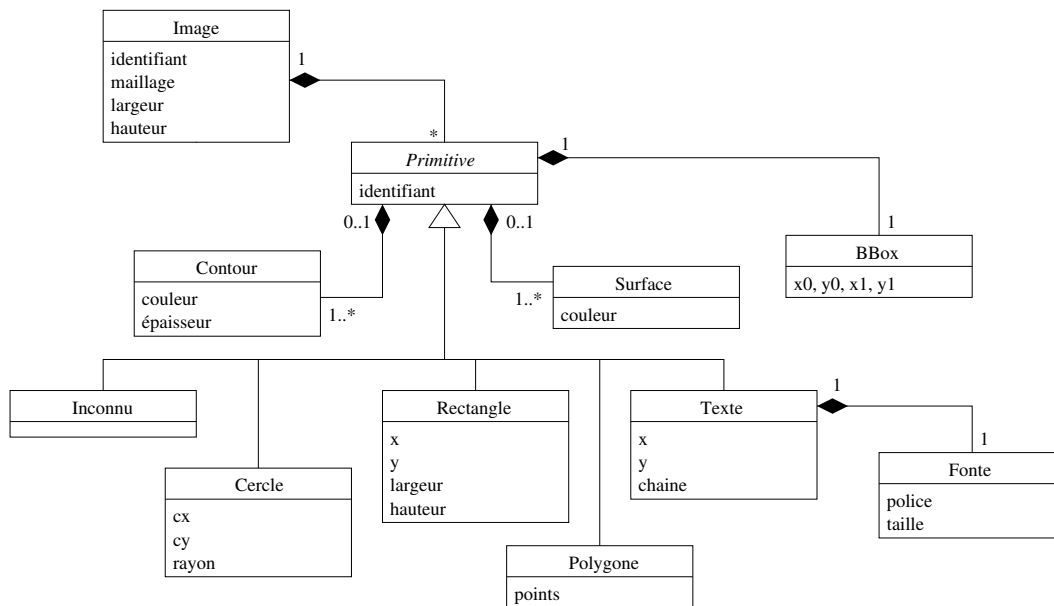 Image
identifiant
maillage
largeur
hauteur
1
*
Primitive
identifiant
1
1
0..1
0..1
BBox
x0, y0, x1, y1
Contour
couleur
épaisseur
1..*
Surface
couleur
1..*
Inconnu
Cercle
cx
cy
rayon
Rectangle
x
y
largeur
hauteur
Polygone
points
Texte
x
y
chaine
1
1
Fonte
police
taille